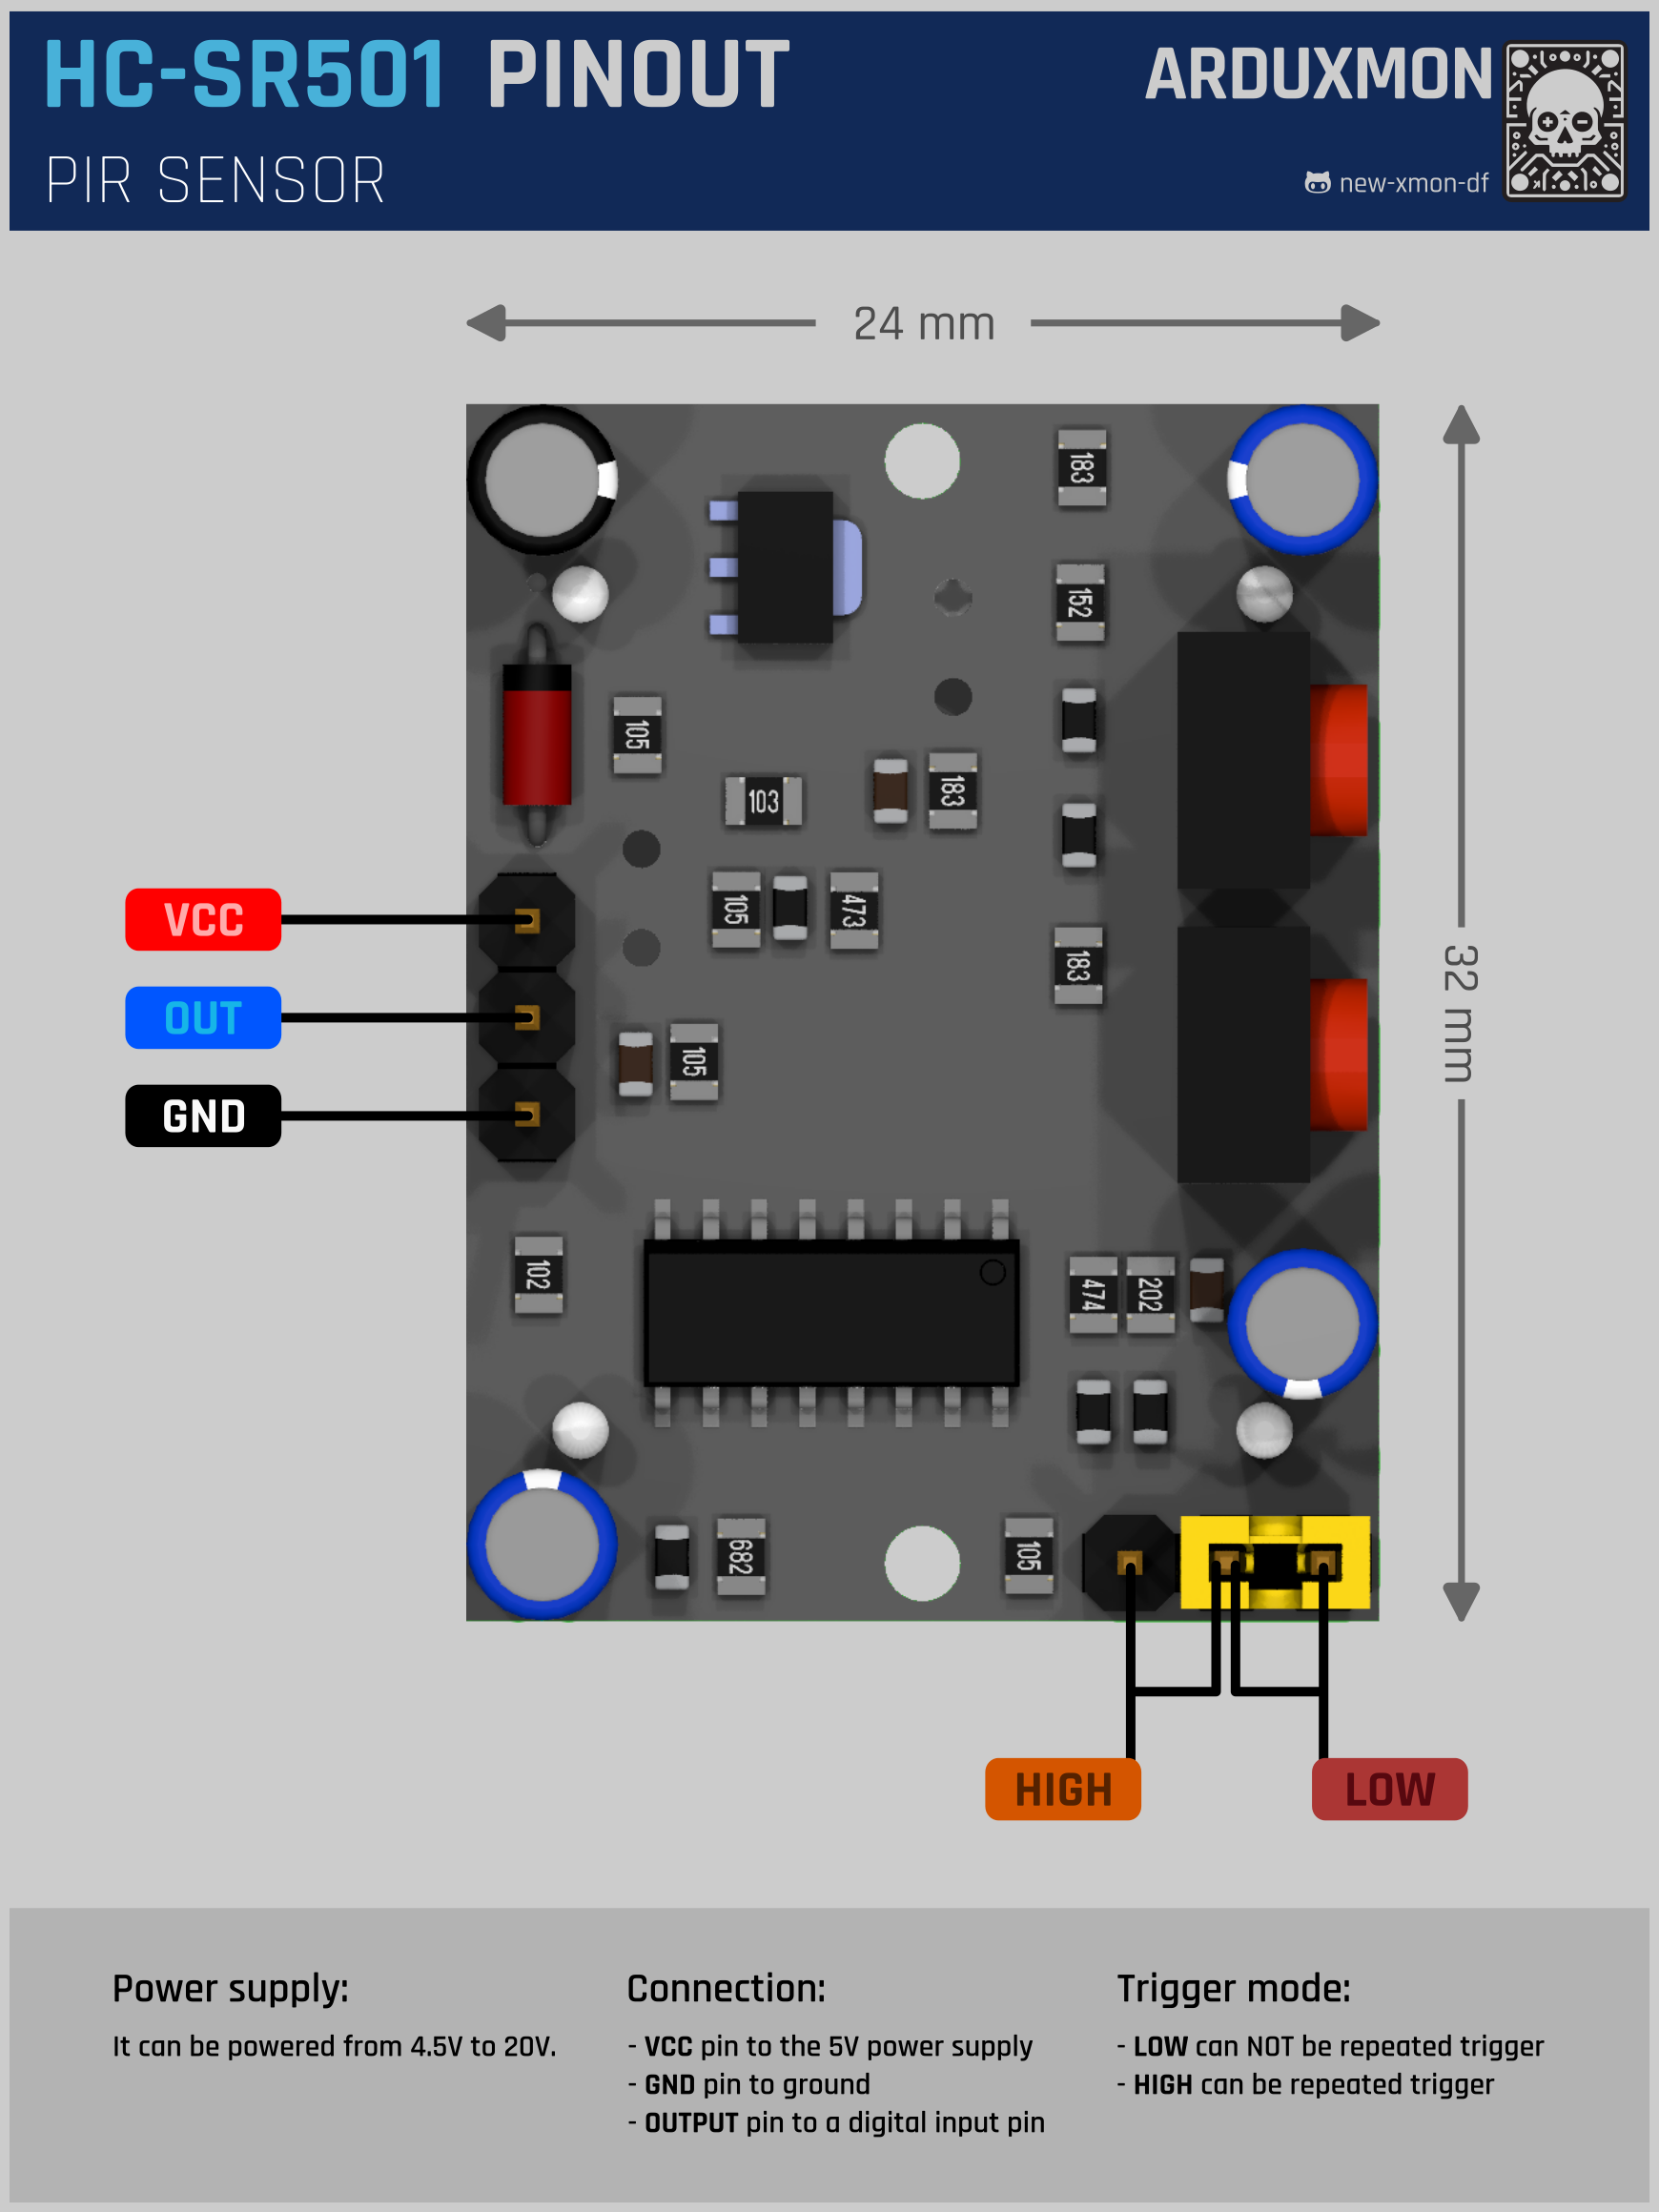 HC-SR501 PINOUT
PIR SENSOR
ARDUXMON
new-xmon-df
24 mm
32 mm
183
152
105
103
183
105
473
183
105
102
474
202
682
105
VCC
OUT
GND
HIGH
LOW
Power supply:
It can be powered from 4.5V to 20V.
Connection:
- VCC pin to the 5V power supply
- GND pin to ground
- OUTPUT pin to a digital input pin
Trigger mode:
- LOW can NOT be repeated trigger
- HIGH can be repeated trigger